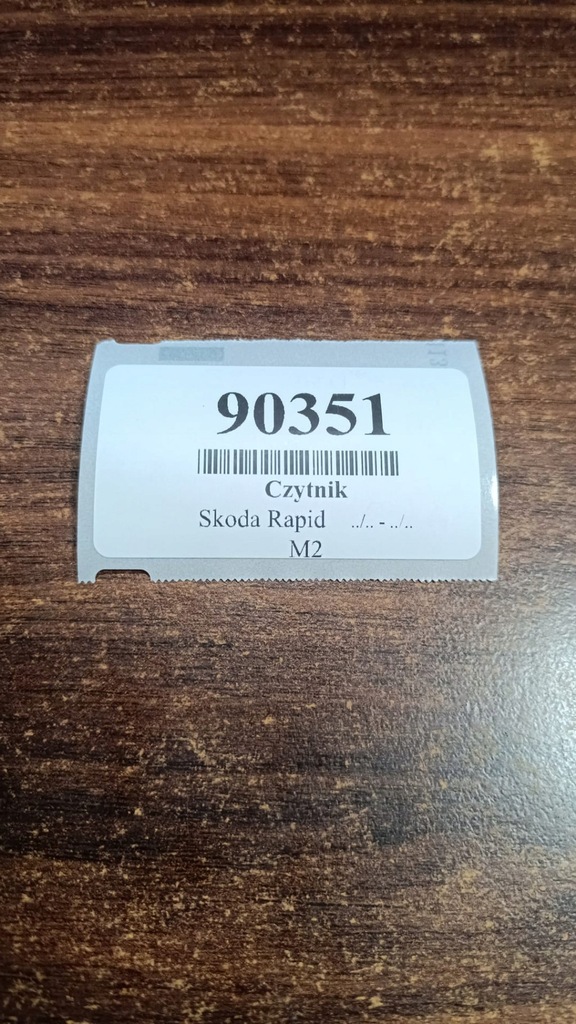 90351
Czytnik
Skoda Rapid ../.. - ../..
M2